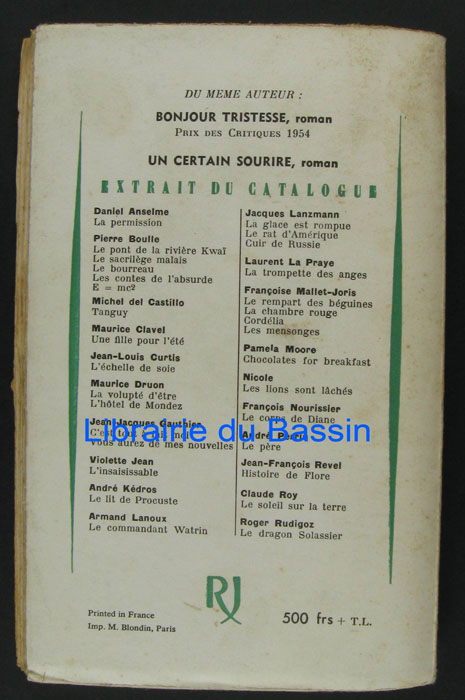 DU MEME AUTEUR :
BONJOUR TRISTESSE, roman
PRIX DES CRITIQUES 1954
UN CERTAIN SOURIRE, roman
EXTRAIT DU CATALOGUE
Daniel Anselme
La permission
Pierre Boulle
Le pont de la rivière Kwaï
Le sacrilège malais
Le bourreau
Les contes de l'absurde
E = mc2
Michel del Castillo
Tanguy
Maurice Clavel
Une fille pour l'été
Jean-Louis Curtis
L'échelle de soie
Maurice Druon
La volupté d'être
L'hôtel de Mondez
Jean-Jacques Gauthier
vous aurez de mes nouvelles
Violette Jean
L'insaisissable
André Kédros
Le lit de Procuste
Armand Lanoux
Le commandant Watrin
Jacques Lanzmann
La glace est rompue
Le rat d'Amérique
Cuir de Russie
Laurent La Praye
La trompette des anges
Françoise Mallet-Joris
Le rempart des béguines
La chambre rouge
Cordélia
Les mensonges
Pamela Moore
Chocolates for breakfast
Nicole
Les lions sont lâchés
François Nourissier
Le corps de Diane
André
Le père
Jean-François Revel
Histoire de Flore
Claude Roy
Le soleil sur la terre
Roger Rudigoz
Le dragon Solassier
Librairie du Bassin
RJ
Printed in France
Imp. M. Blondin, Paris
500 frs + T.L.